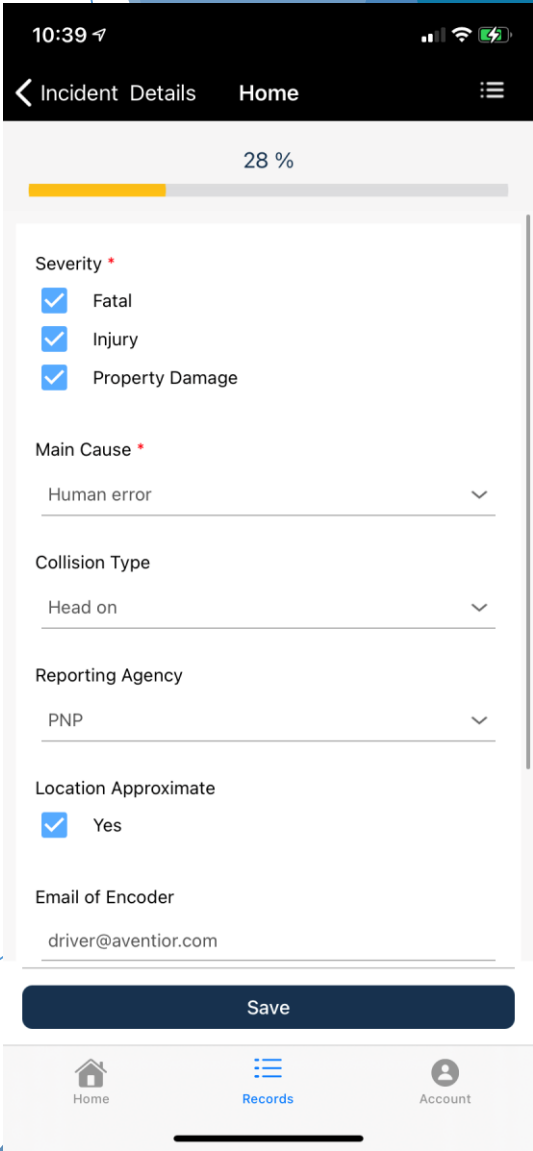 10:39
Incident Details Home
28 %
Severity *
Fatal
Injury
Property Damage
Main Cause *
Human error
Collision Type
Head on
Reporting Agency
PNP
Location Approximate
Yes
Email of Encoder
driver@aventior.com
Save
Home Records Account